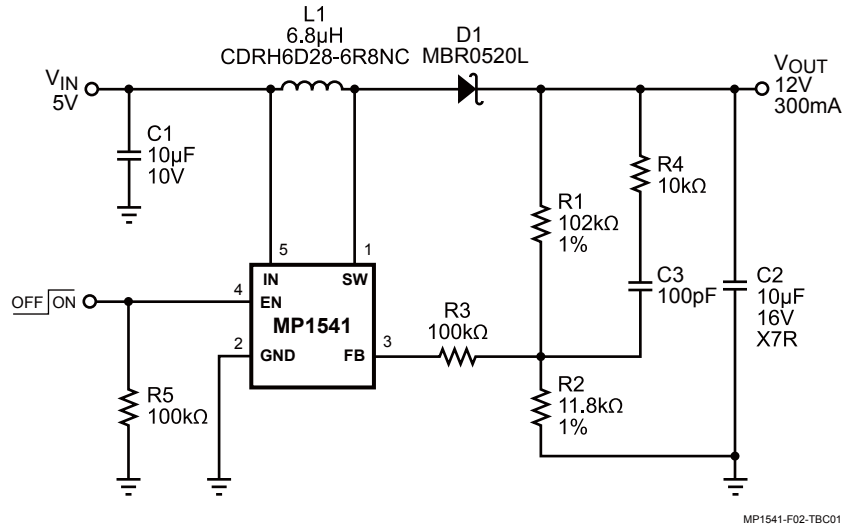 L1
6.8µH
CDRH6D28-6R8NC
D1
MBR0520L
VIN
5V
VOUT
12V
300mA
C1
10µF
10V
R4
10kΩ
R1
102kΩ
1%
5
1
IN
SW
C3
100pF
C2
10µF
16V
X7R
OFF ON
4
EN
MP1541
R3
100kΩ
2
GND
FB
3
R2
11.8kΩ
1%
R5
100kΩ
MP1541-F02-TBC01